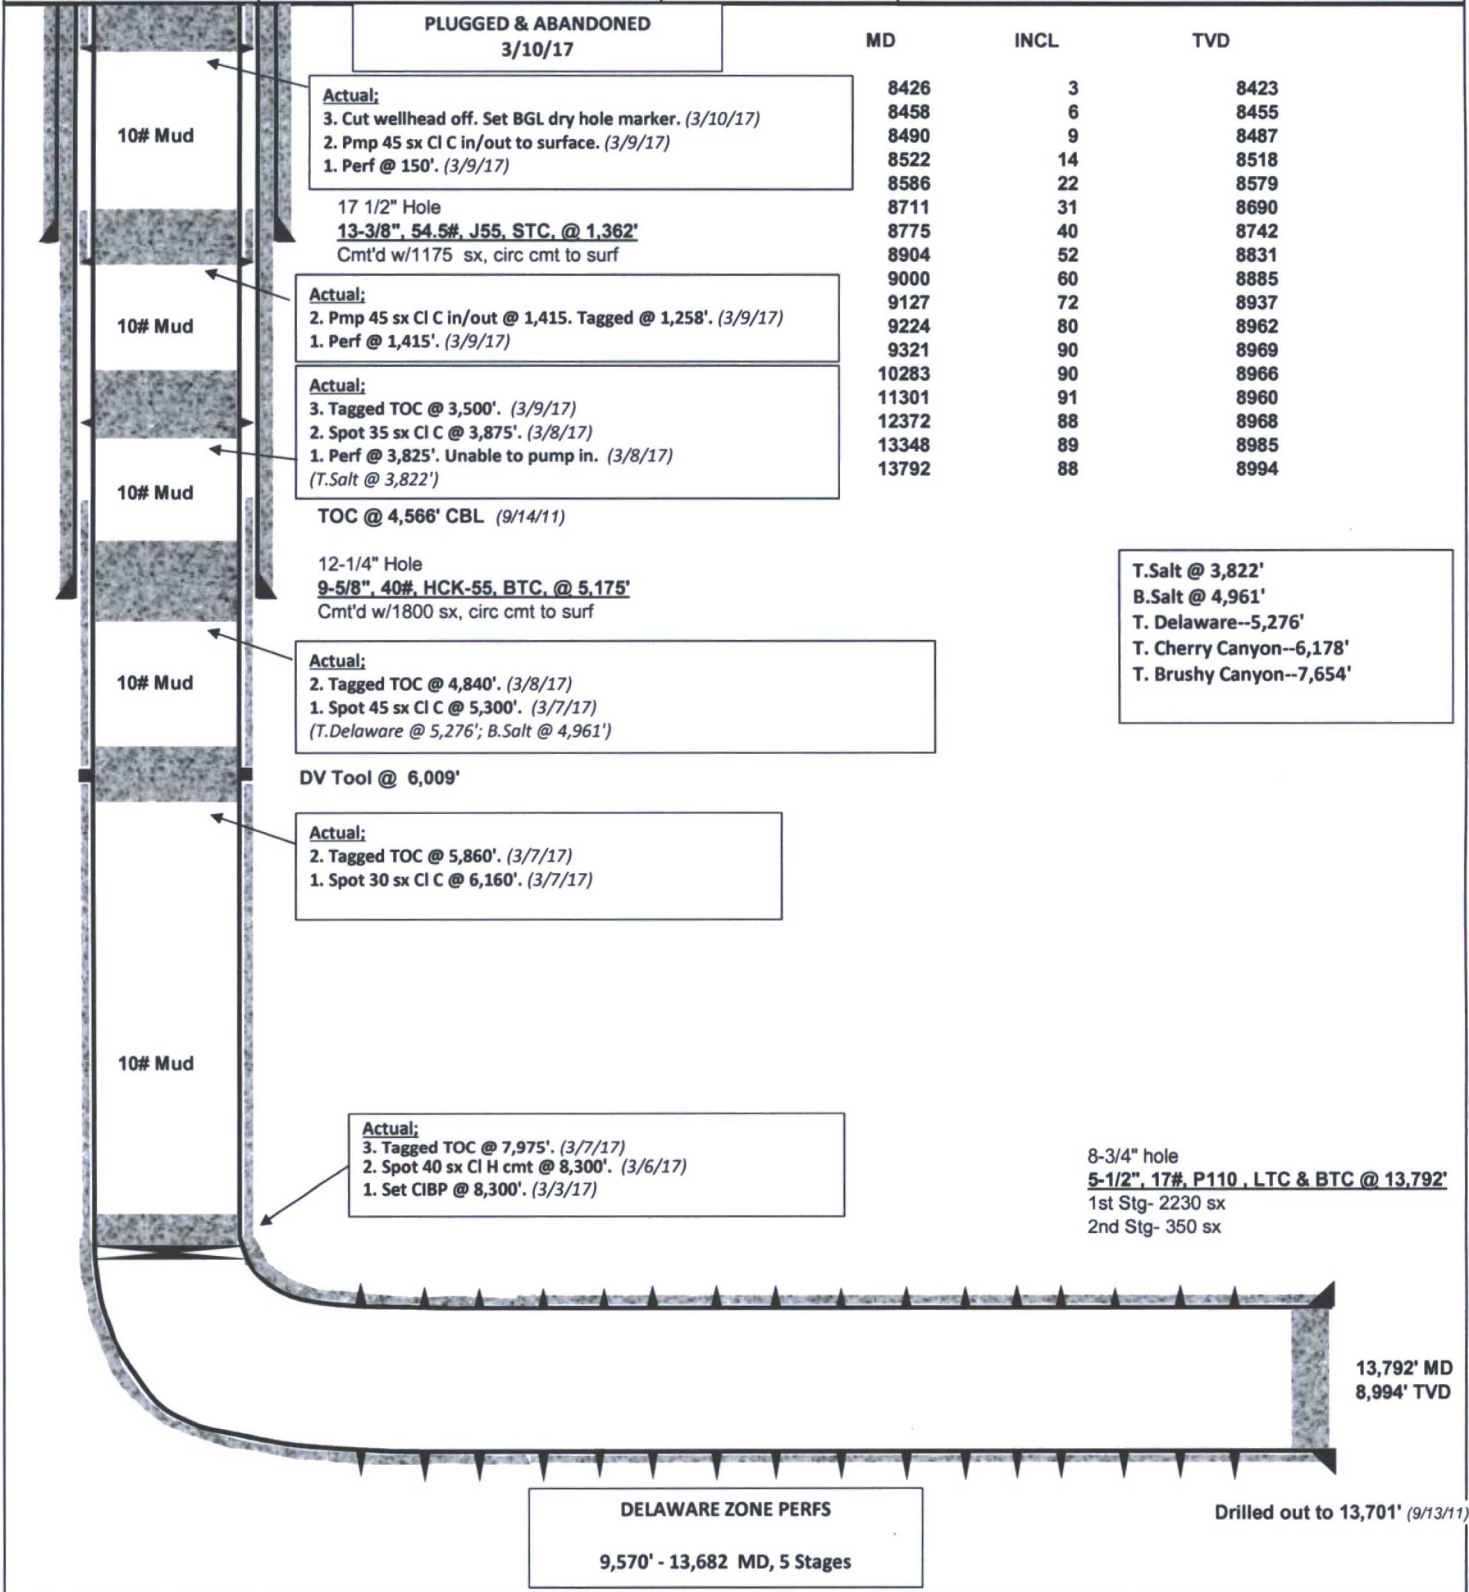 PLUGGED & ABANDONED
3/10/17
MD INCL TVD
8426 3 8423
8458 6 8455
8490 9 8487
8522 14 8518
8586 22 8579
8711 31 8690
8775 40 8742
8904 52 8831
9000 60 8885
9127 72 8937
9224 80 8962
9321 90 8969
10283 90 8966
11301 91 8960
12372 88 8968
13348 89 8985
13792 88 8994
10# Mud
Actual;
3. Cut wellhead off. Set BGL dry hole marker. (3/10/17)
2. Pmp 45 sx Cl C in/out to surface. (3/9/17)
1. Perf @ 150'. (3/9/17)
17 1/2" Hole
13-3/8", 54.5#, J55, STC, @ 1,362'
Cmt'd w/1175 sx, circ cmt to surf
10# Mud
Actual;
2. Pmp 45 sx Cl C in/out @ 1,415. Tagged @ 1,258'. (3/9/17)
1. Perf @ 1,415'. (3/9/17)
Actual;
3. Tagged TOC @ 3,500'. (3/9/17)
2. Spot 35 sx Cl C @ 3,875'. (3/8/17)
1. Perf @ 3,825'. Unable to pump in. (3/8/17)
(T.Salt @ 3,822')
10# Mud
TOC @ 4,566' CBL (9/14/11)
12-1/4" Hole
9-5/8", 40#, HCK-55, BTC, @ 5,175'
Cmt'd w/1800 sx, circ cmt to surf
T.Salt @ 3,822'
B.Salt @ 4,961'
T. Delaware--5,276'
T. Cherry Canyon--6,178'
T. Brushy Canyon--7,654'
10# Mud
Actual;
2. Tagged TOC @ 4,840'. (3/8/17)
1. Spot 45 sx Cl C @ 5,300'. (3/7/17)
(T.Delaware @ 5,276'; B.Salt @ 4,961')
DV Tool @ 6,009'
Actual;
2. Tagged TOC @ 5,860'. (3/7/17)
1. Spot 30 sx Cl C @ 6,160'. (3/7/17)
10# Mud
Actual;
3. Tagged TOC @ 7,975'. (3/7/17)
2. Spot 40 sx Cl H cmt @ 8,300'. (3/6/17)
1. Set CIBP @ 8,300'. (3/3/17)
8-3/4" hole
5-1/2", 17#, P110 , LTC & BTC @ 13,792'
1st Stg- 2230 sx
2nd Stg- 350 sx
13,792' MD
8,994' TVD
DELAWARE ZONE PERFS
9,570' - 13,682 MD, 5 Stages
Drilled out to 13,701' (9/13/11)